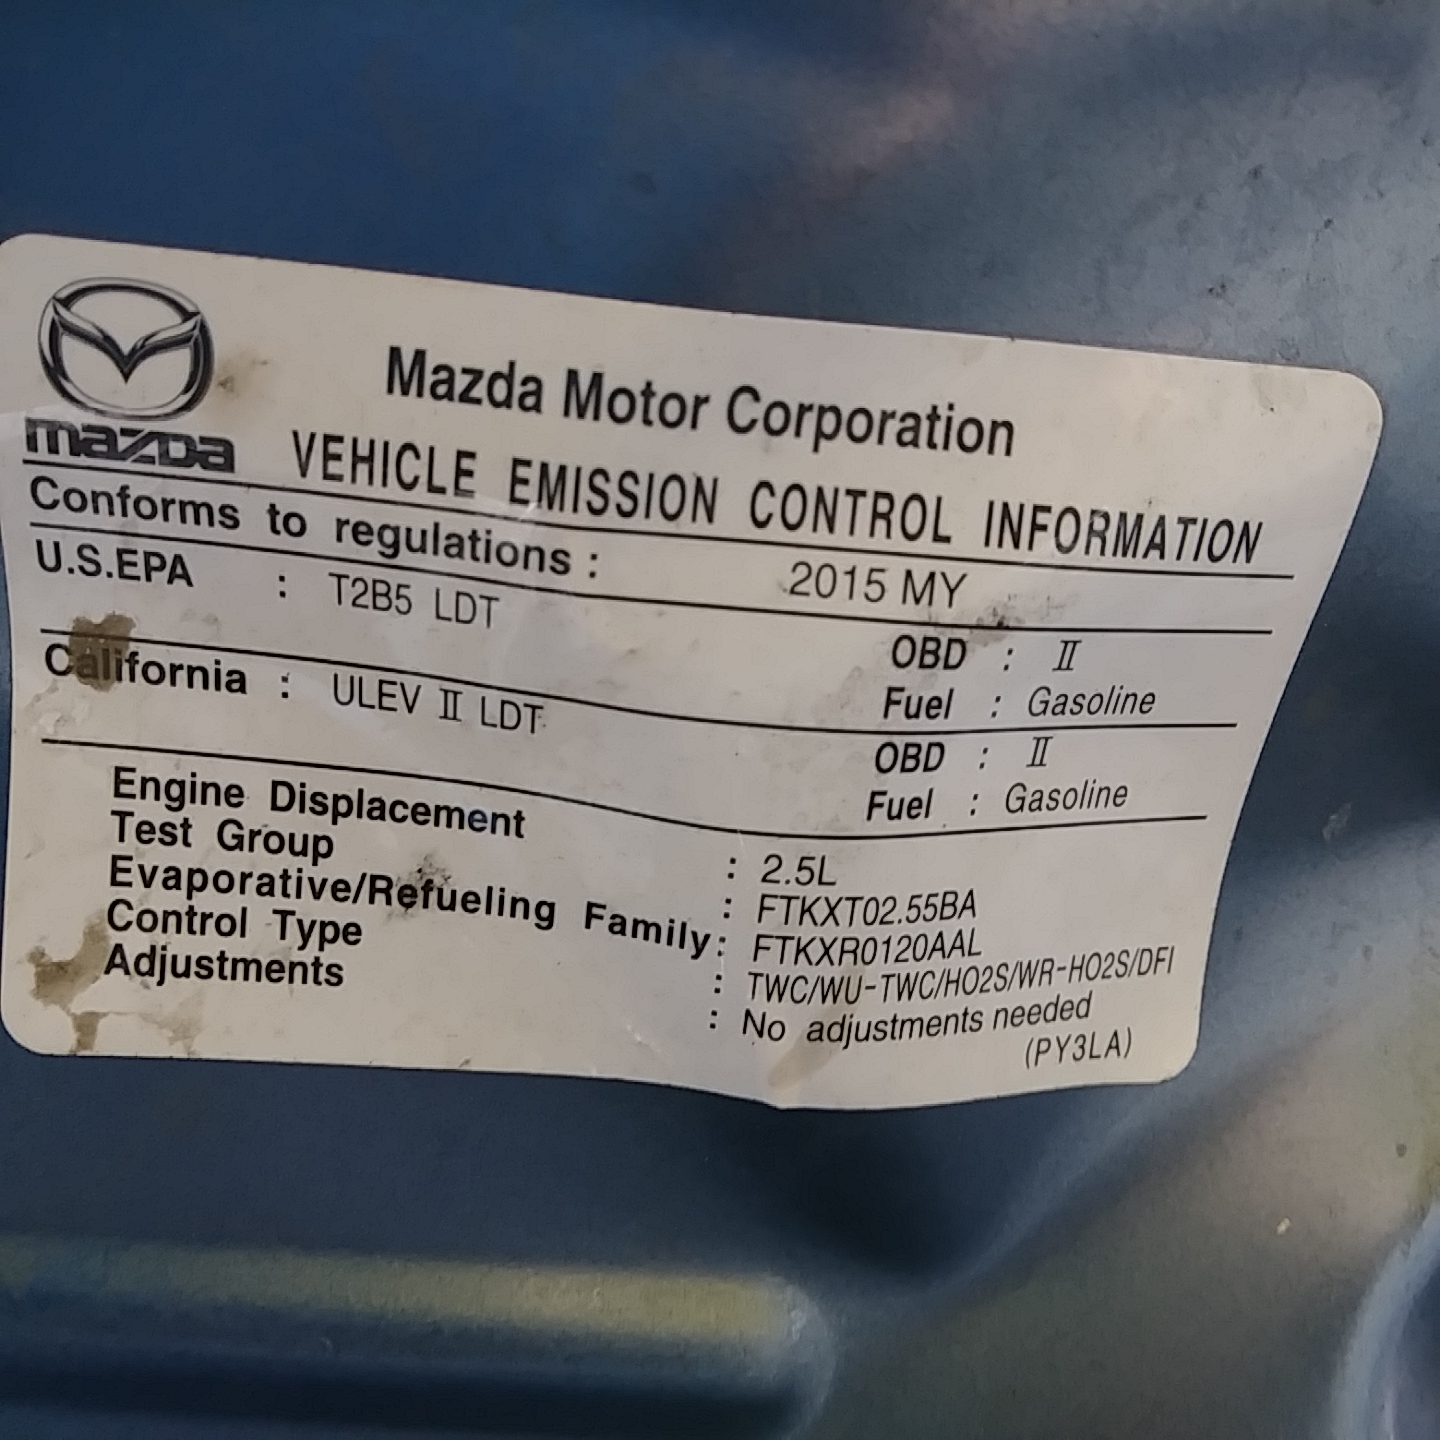 mazda
Mazda Motor Corporation
VEHICLE EMISSION CONTROL INFORMATION
Conforms to regulations : 2015 MY
U.S.EPA : T2B5 LDT OBD : II
Fuel : Gasoline
California : ULEV II LDT OBD : II
Fuel : Gasoline
Engine Displacement : 2.5L
Test Group : FTKXT02.55BA
Evaporative/Refueling Family : FTKXR0120AAL
Control Type : TWC/WU-TWC/HO2S/WR-HO2S/DFI
Adjustments : No adjustments needed
(PY3LA)